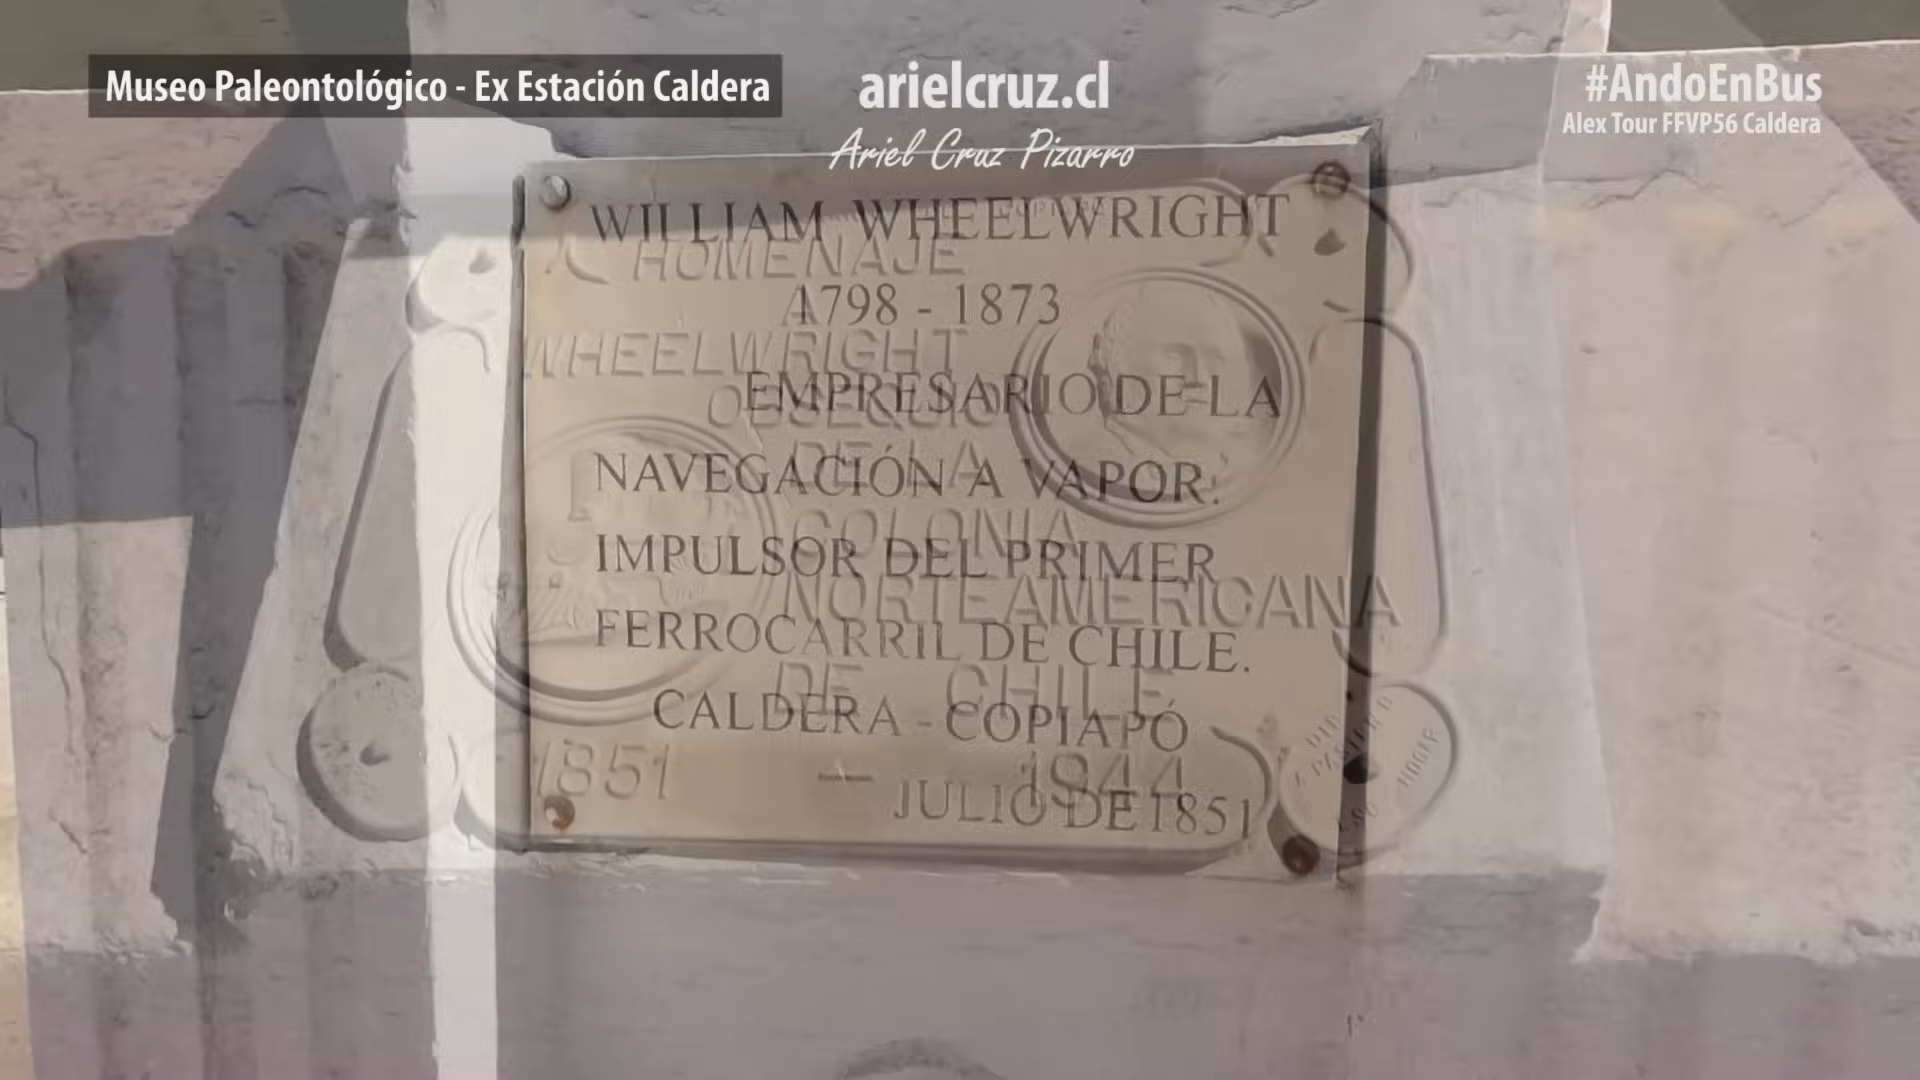 Museo Paleontológico - Ex Estación Caldera
arielcruz.cl
Ariel Cruz Pizarro
#AndoEnBus
Alex Tour FFVP56 Caldera
WILLIAM WHEELWRIGHT
1798 - 1873
EMPRESARIO DE LA
NAVEGACIÓN A VAPOR.
IMPULSOR DEL PRIMER
FERROCARRIL DE CHILE.
CALDERA - COPIAPÓ
JULIO DE 1851
HOMENAJE
A
WHEELWRIGHT
OBSEQUIO
DE LA
COLONIA
NORTEAMERICANA
DE CHILE
1851 — 1944